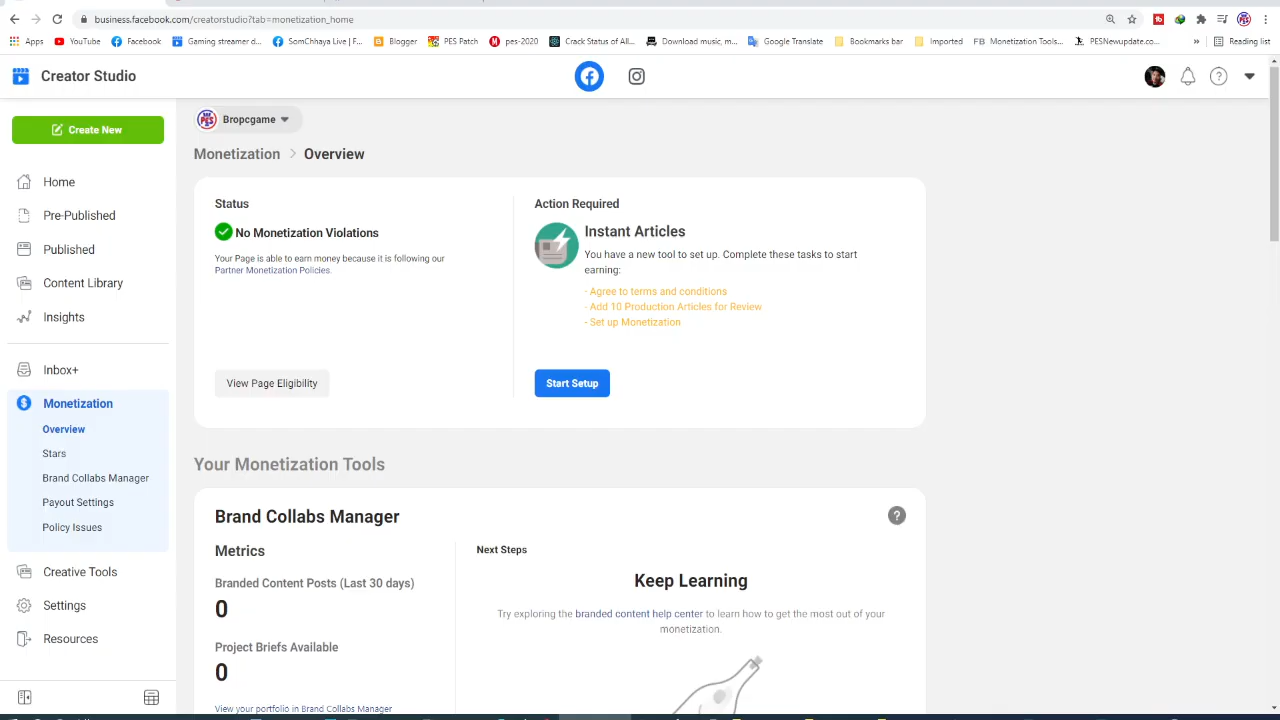 business.facebook.com/creatorstudio?tab=monetization_home
Apps
YouTube
Facebook
Gaming streamer d...
SomChhaya Live | F...
Blogger
PES Patch
pes-2020
Crack Status of All...
Download music, m...
Google Translate
Bookmarks bar
Imported
FB Monetization Tools...
PESNewupdate.co...
»
Reading list
Creator Studio
Create New
Home
Pre-Published
Published
Content Library
Insights
Inbox+
Monetization
Overview
Stars
Brand Collabs Manager
Payout Settings
Policy Issues
Creative Tools
Settings
Resources
Bropcgame
Monetization > Overview
Status
No Monetization Violations
Your Page is able to earn money because it is following our
Partner Monetization Policies.
View Page Eligibility
Action Required
Instant Articles
You have a new tool to set up. Complete these tasks to start
earning:
- Agree to terms and conditions
- Add 10 Production Articles for Review
- Set up Monetization
Start Setup
Your Monetization Tools
Brand Collabs Manager
Metrics
Branded Content Posts (Last 30 days)
0
Project Briefs Available
0
View your portfolio in Brand Collabs Manager
Next Steps
Keep Learning
Try exploring the branded content help center to learn how to get the most out of your
monetization.